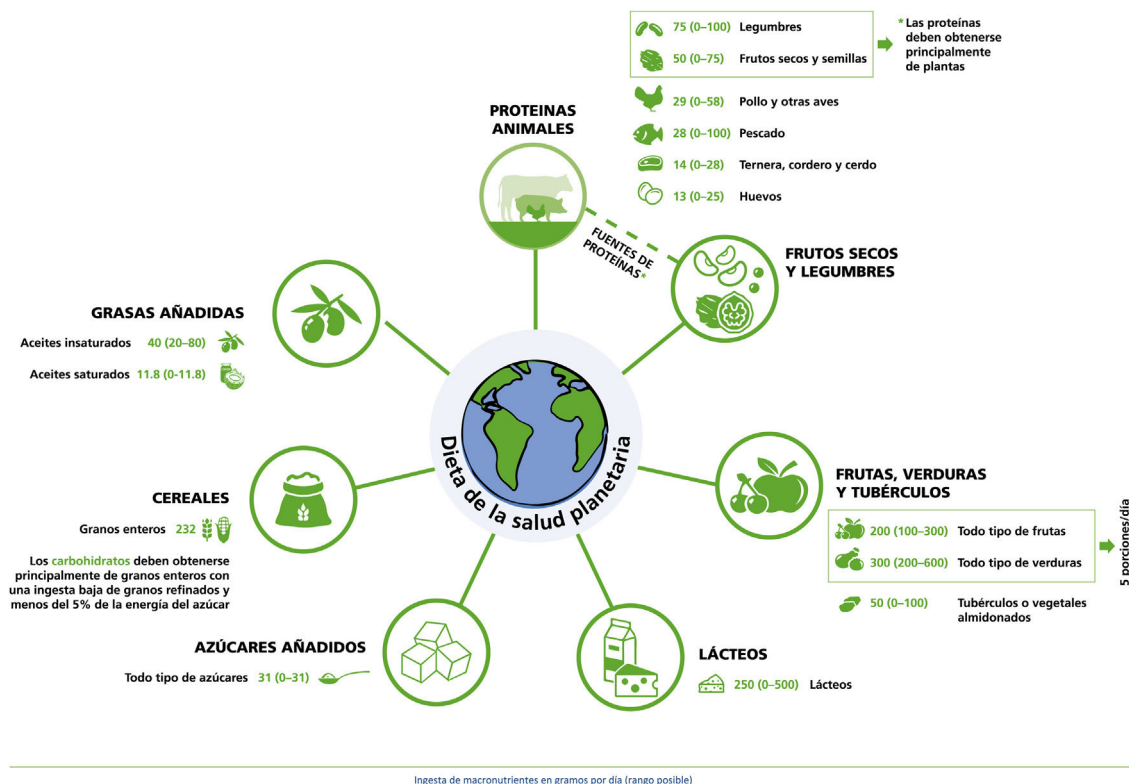 75 (0–100) Legumbres
50 (0–75) Frutos secos y semillas
* Las proteínas
deben obtenerse
principalmente
de plantas
29 (0–58) Pollo y otras aves
28 (0–100) Pescado
14 (0–28) Ternera, cordero y cerdo
13 (0–25) Huevos
PROTEINAS
ANIMALES
FUENTES DE
PROTEÍNAS*
FRUTOS SECOS
Y LEGUMBRES
GRASAS AÑADIDAS
Aceites insaturados 40 (20–80)
Aceites saturados 11.8 (0-11.8)
Dieta de la salud planetaria
CEREALES
Granos enteros 232
Los carbohidratos deben obtenerse
principalmente de granos enteros con
una ingesta baja de granos refinados y
menos del 5% de la energía del azúcar
FRUTAS, VERDURAS
Y TUBÉRCULOS
200 (100–300) Todo tipo de frutas
300 (200–600) Todo tipo de verduras
5 porciones/día
50 (0–100) Tubérculos o vegetales
almidonados
AZÚCARES AÑADIDOS
Todo tipo de azúcares 31 (0–31)
LÁCTEOS
250 (0–500) Lácteos
Ingesta de macronutrientes en gramos por día (rango posible)